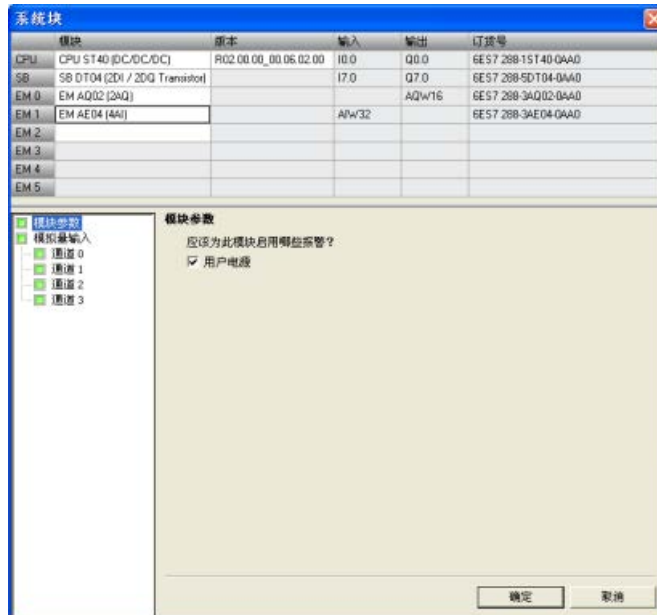 系统块
模块 版本 输入 输出 订货号
CPU CPU ST40 (DC/DC/DC) R02.00.00_00.06.02.00 I0.0 Q0.0 6ES7 288-1ST40-0AA0
SB SB DT04 (2DI / 2DQ Transistor) I7.0 Q7.0 6ES7 288-5DT04-0AA0
EM 0 EM AQ02 (2AQ) AQW16 6ES7 288-3AQ02-0AA0
EM 1 EM AE04 (4AI) AIW32 6ES7 288-3AE04-0AA0
EM 2
EM 3
EM 4
EM 5
模块参数
模拟量输入
通道 0
通道 1
通道 2
通道 3
模块参数
应该为此模块启用哪些报警?
用户电源
确定 取消